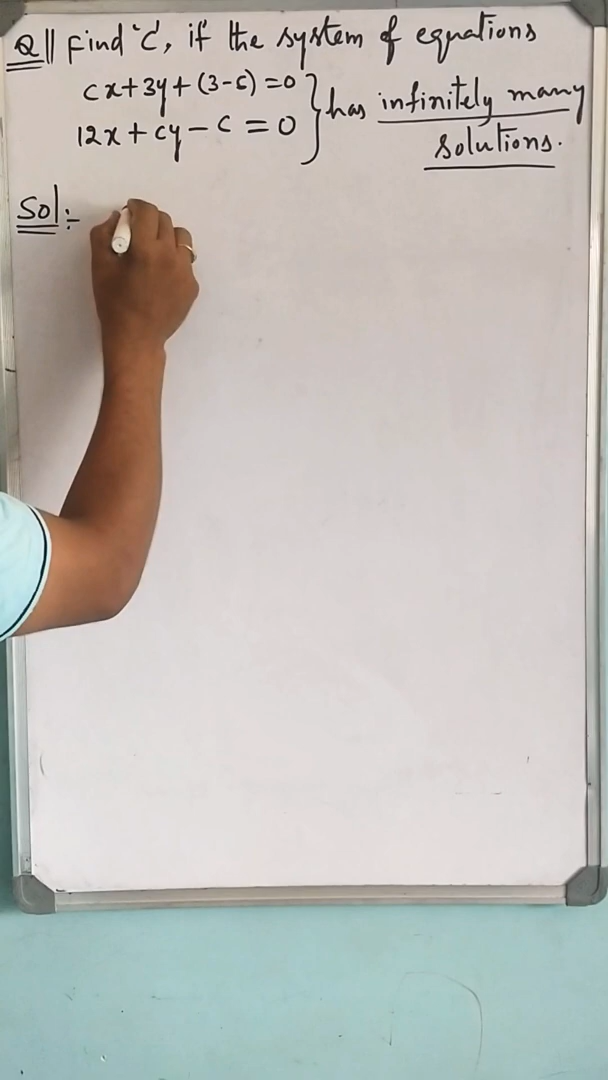 Q|| Find 'C', if the system of equations
cx+3y+(3-c)=0
12x+cy-c=0 } has infinitely many
solutions.
Sol:-